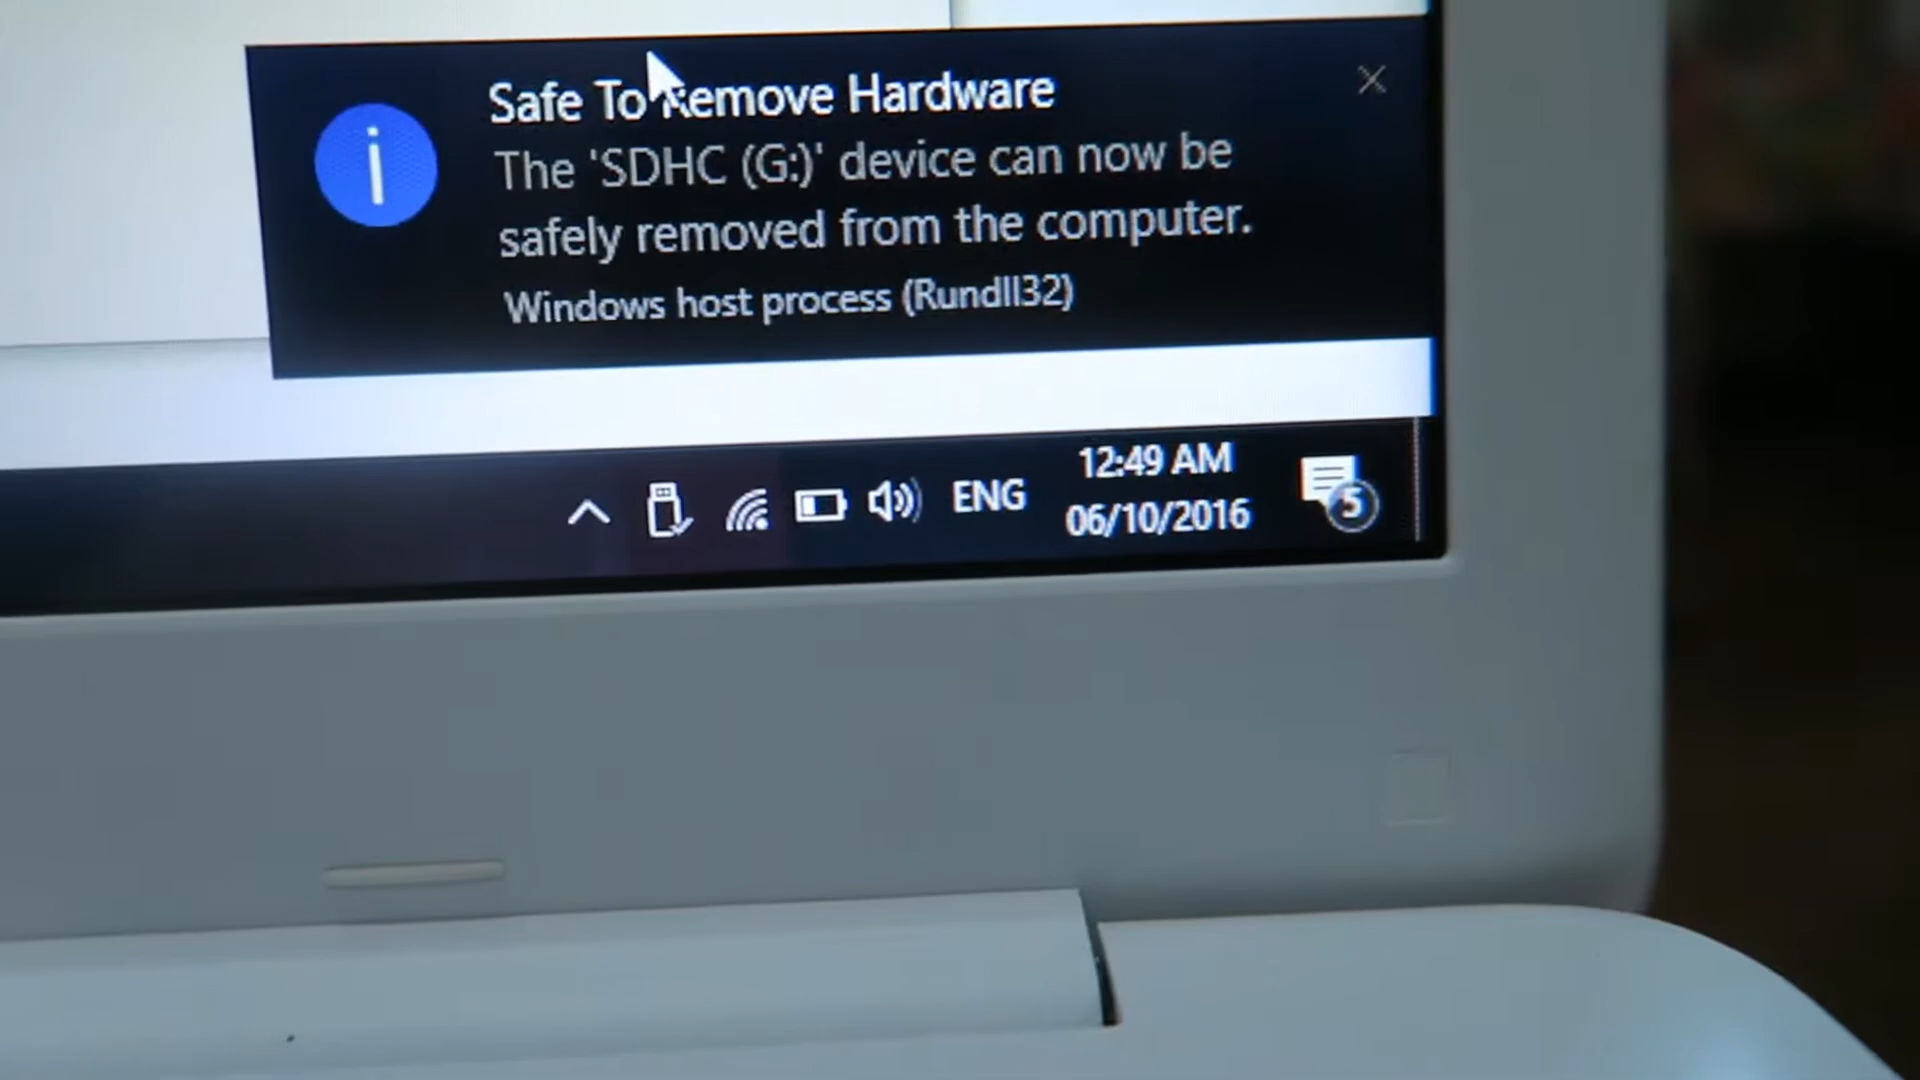 Safe To Remove Hardware
The 'SDHC (G:)' device can now be
safely removed from the computer.
Windows host process (Rundll32)
ENG
12:49 AM
06/10/2016
5